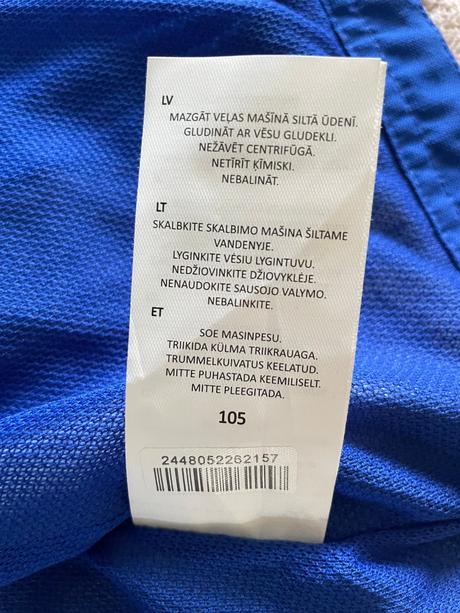 LV
MAZGĀT VEĻAS MAŠĪNĀ SILTĀ ŪDENĪ.
GLUDINĀT AR VĒSU GLUDEKLI.
NEŽĀVĒT CENTRIFŪGĀ.
NETĪRĪT ĶĪMISKI.
NEBALINĀT.
LT
SKALBKITE SKALBIMO MAŠINA ŠILTAME
VANDENYJE.
LYGINKITE VĖSIU LYGINTUVU.
NEDŽIOVINKITE DŽIOVYKLĖJE.
NENAUDOKITE SAUSOJO VALYMO.
NEBALINKITE.
ET
SOE MASINPESU.
TRIIKIDA KÜLMA TRIIKRAUAGA.
TRUMMELKUIVATUS KEELATUD.
MITTE PUHASTADA KEEMILISELT.
MITTE PLEEGITADA.
105
2448052262157